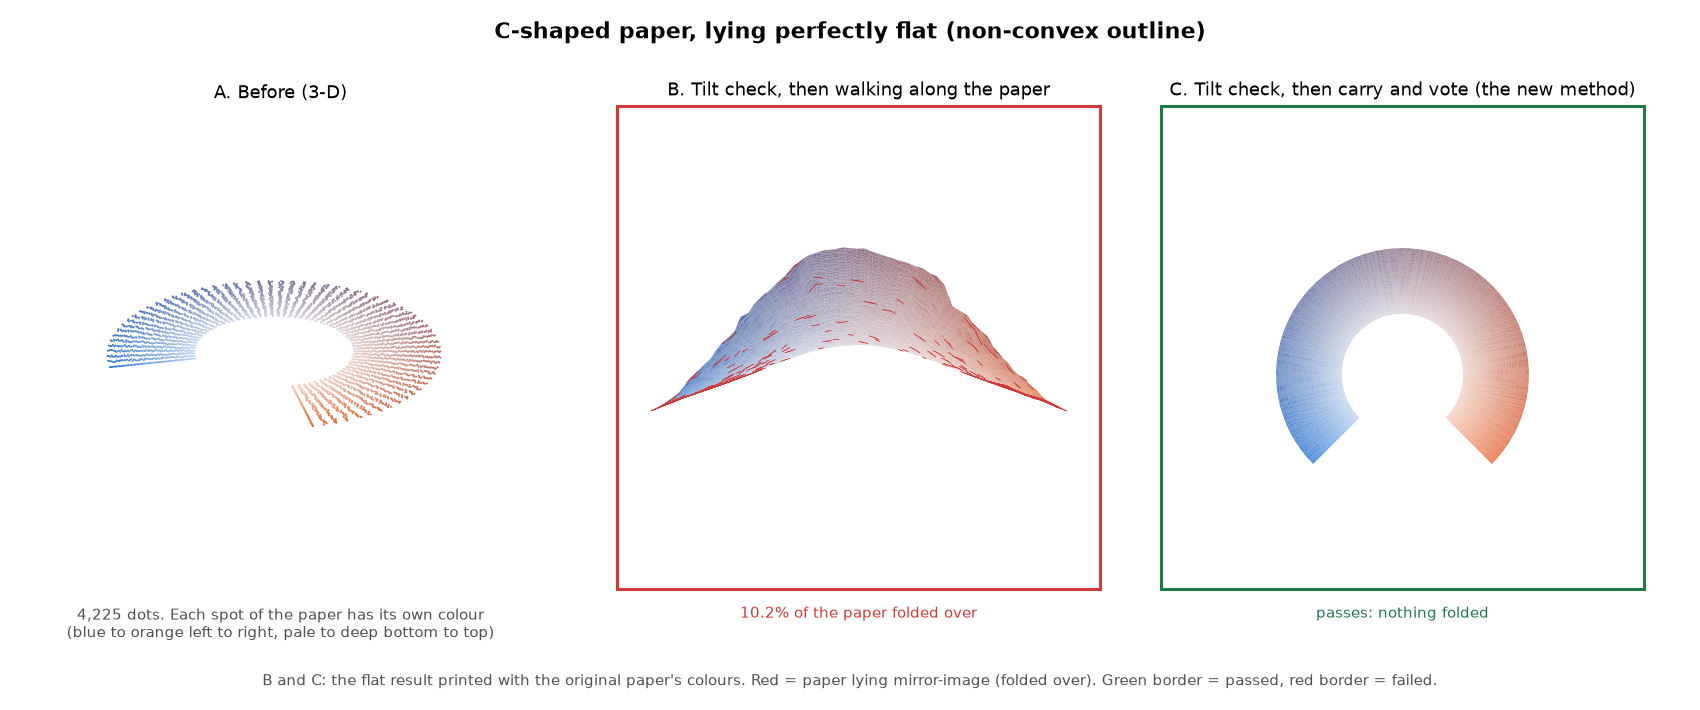 C-shaped paper, lying perfectly flat (non-convex outline)
A. Before (3-D)
B. Tilt check, then walking along the paper
C. Tilt check, then carry and vote (the new method)
4,225 dots. Each spot of the paper has its own colour
(blue to orange left to right, pale to deep bottom to top)
10.2% of the paper folded over
passes: nothing folded
B and C: the flat result printed with the original paper's colours. Red = paper lying mirror-image (folded over). Green border = passed, red border = failed.